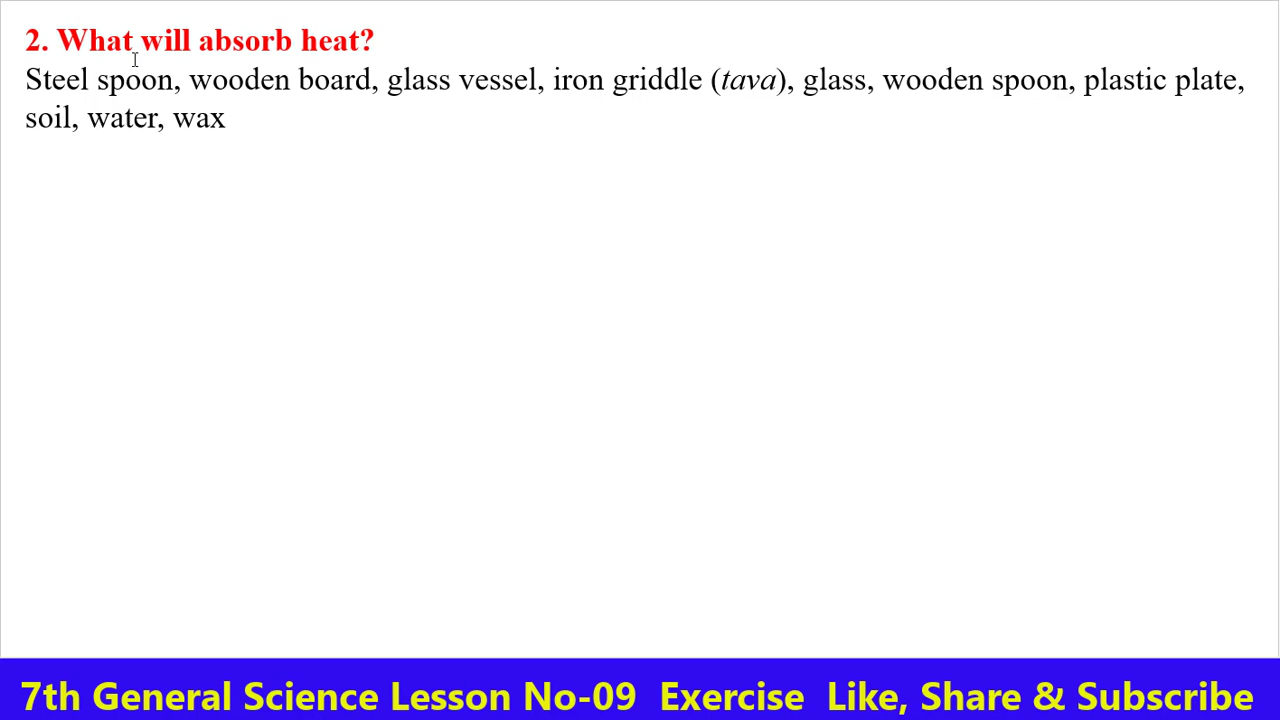 2. What will absorb heat?
Steel spoon, wooden board, glass vessel, iron griddle (tava), glass, wooden spoon, plastic plate,
soil, water, wax
7th General Science Lesson No-09 Exercise Like, Share & Subscribe